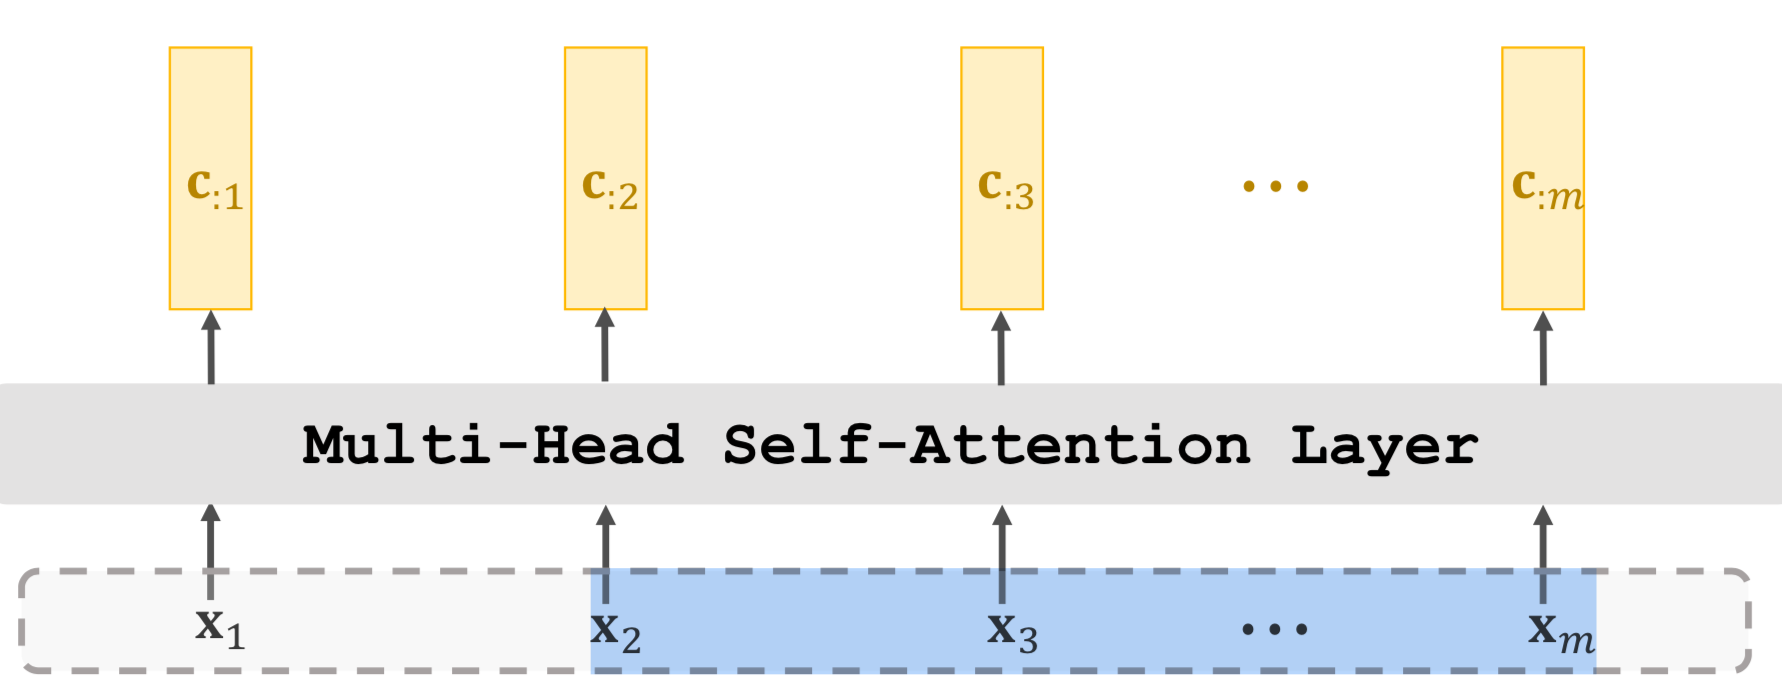 c:1 c:2 c:3 ... c:m
Multi-Head Self-Attention Layer
x1 x2 x3 ... xm